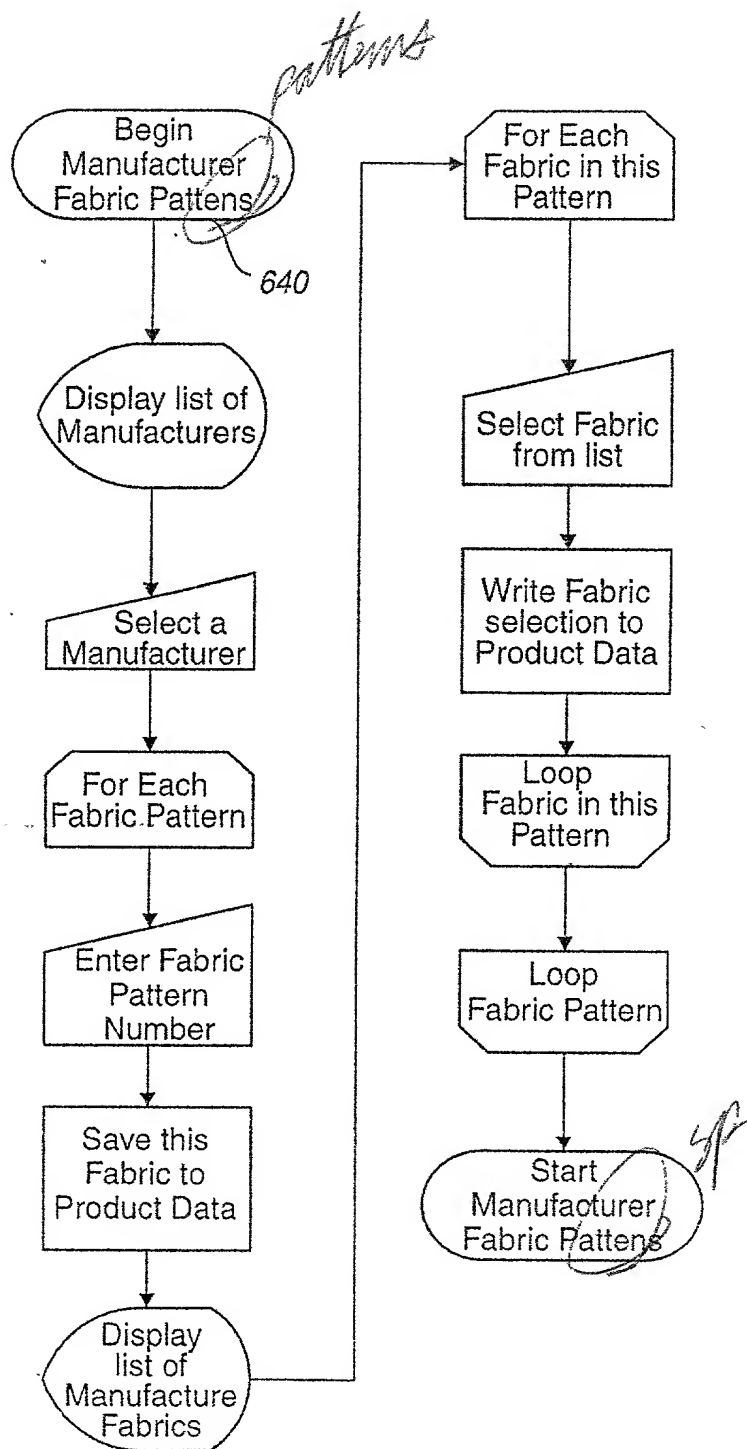 patterns
Begin
Manufacturer
Fabric Pattens
640
Display list of
Manufacturers
Select a
Manufacturer
For Each
Fabric Pattern
Enter Fabric
Pattern
Number
Save this
Fabric to
Product Data
Display
list of
Manufacture
Fabrics
For Each
Fabric in this
Pattern
Select Fabric
from list
Write Fabric
selection to
Product Data
Loop
Fabric in this
Pattern
Loop
Fabric Pattern
sp
Start
Manufacturer
Fabric Pattens